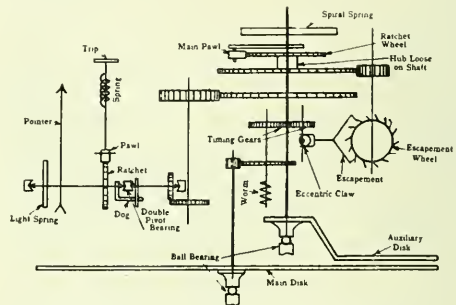 Spiral Spring
Main Pawl
Ratchet
Wheel
Hub Loose
on Shaft
Trip
Spring
Pointer
Pawl
Timing Gears
Escapement
Wheel
Escapement
Eccentric Claw
Worm
Ratchet
Dog
Double
Pivot
Bearing
Light Spring
Auxiliary
Disk
Ball Bearing
Main Disk